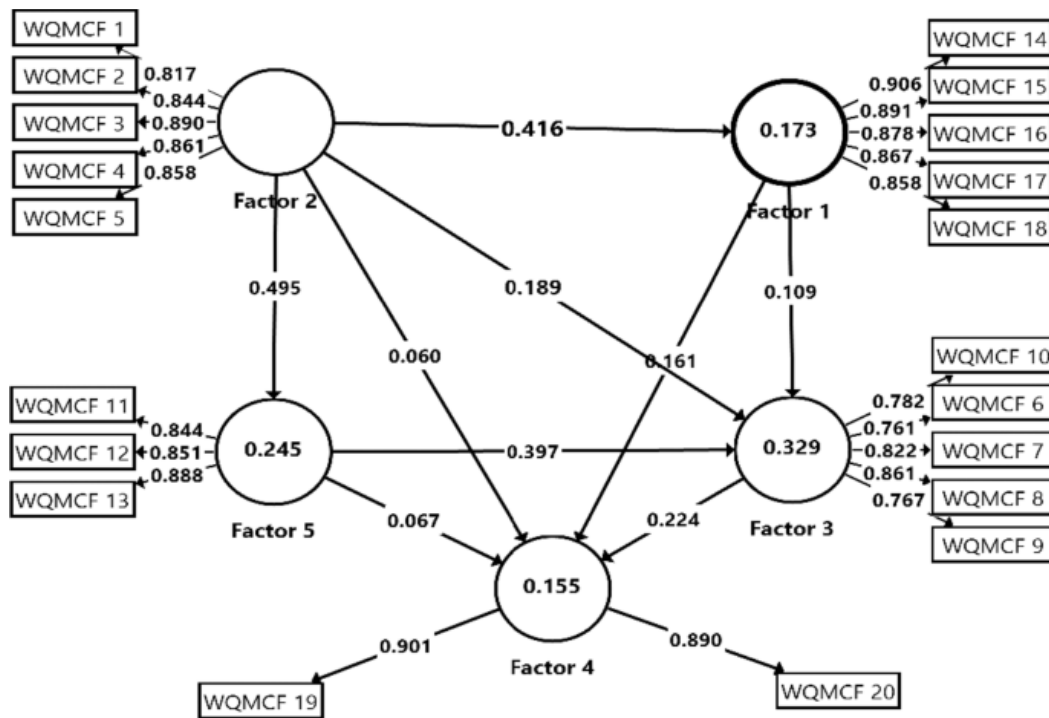 WQMCF 1
WQMCF 2
WQMCF 3
WQMCF 4
WQMCF 5
0.817
0.844
0.890
0.861
0.858
Factor 2
0.416
0.173
Factor 1
0.906
0.891
0.878
0.867
0.858
WQMCF 14
WQMCF 15
WQMCF 16
WQMCF 17
WQMCF 18
0.495
0.060
0.189
0.161
0.109
WQMCF 11
WQMCF 12
WQMCF 13
0.844
0.851
0.888
0.245
Factor 5
0.397
0.329
Factor 3
0.782
0.761
0.822
0.861
0.767
WQMCF 10
WQMCF 6
WQMCF 7
WQMCF 8
WQMCF 9
0.067
0.224
0.155
Factor 4
0.901
0.890
WQMCF 19
WQMCF 20